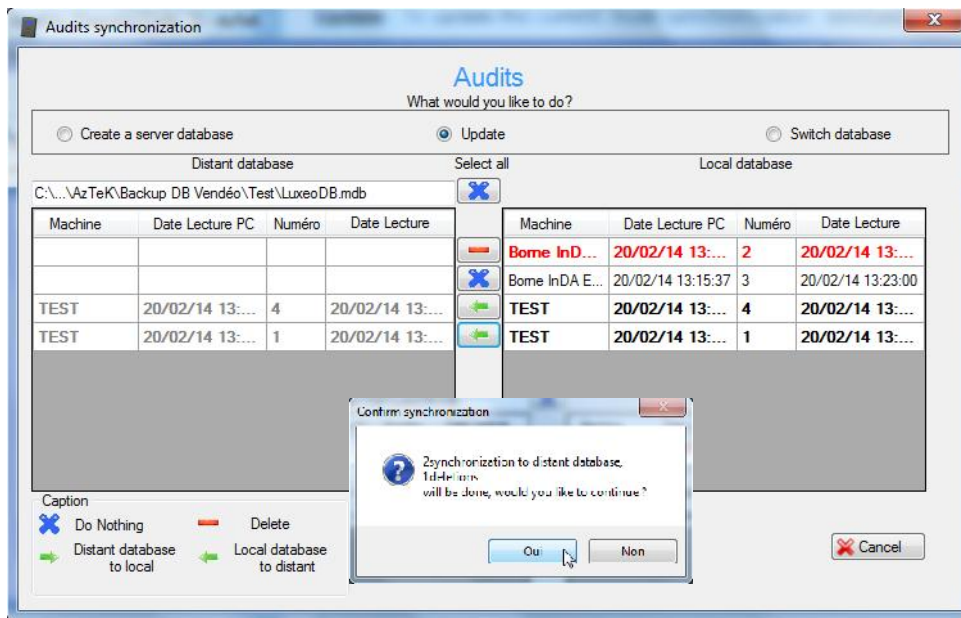 Audits synchronization
Audits
What would you like to do?
Create a server database Update Switch database
Distant database Select all Local database
C:\...\AzTeK\Backup DB Vendéo\Test\LuxeoDB.mdb
Machine Date Lecture PC Numéro Date Lecture Machine Date Lecture PC Numéro Date Lecture
Borne InD... 20/02/14 13:... 2 20/02/14 13:...
Borne InDA E... 20/02/14 13:15:37 3 20/02/14 13:23:00
TEST 20/02/14 13:... 4 20/02/14 13:... TEST 20/02/14 13:... 4 20/02/14 13:...
TEST 20/02/14 13:... 1 20/02/14 13:... TEST 20/02/14 13:... 1 20/02/14 13:...
Confirm synchronization
2synchronization to distant database,
1deletions
will be done, would you like to continue?
Oui Non
Caption
Do Nothing Delete
Distant database to local Local database to distant
Cancel